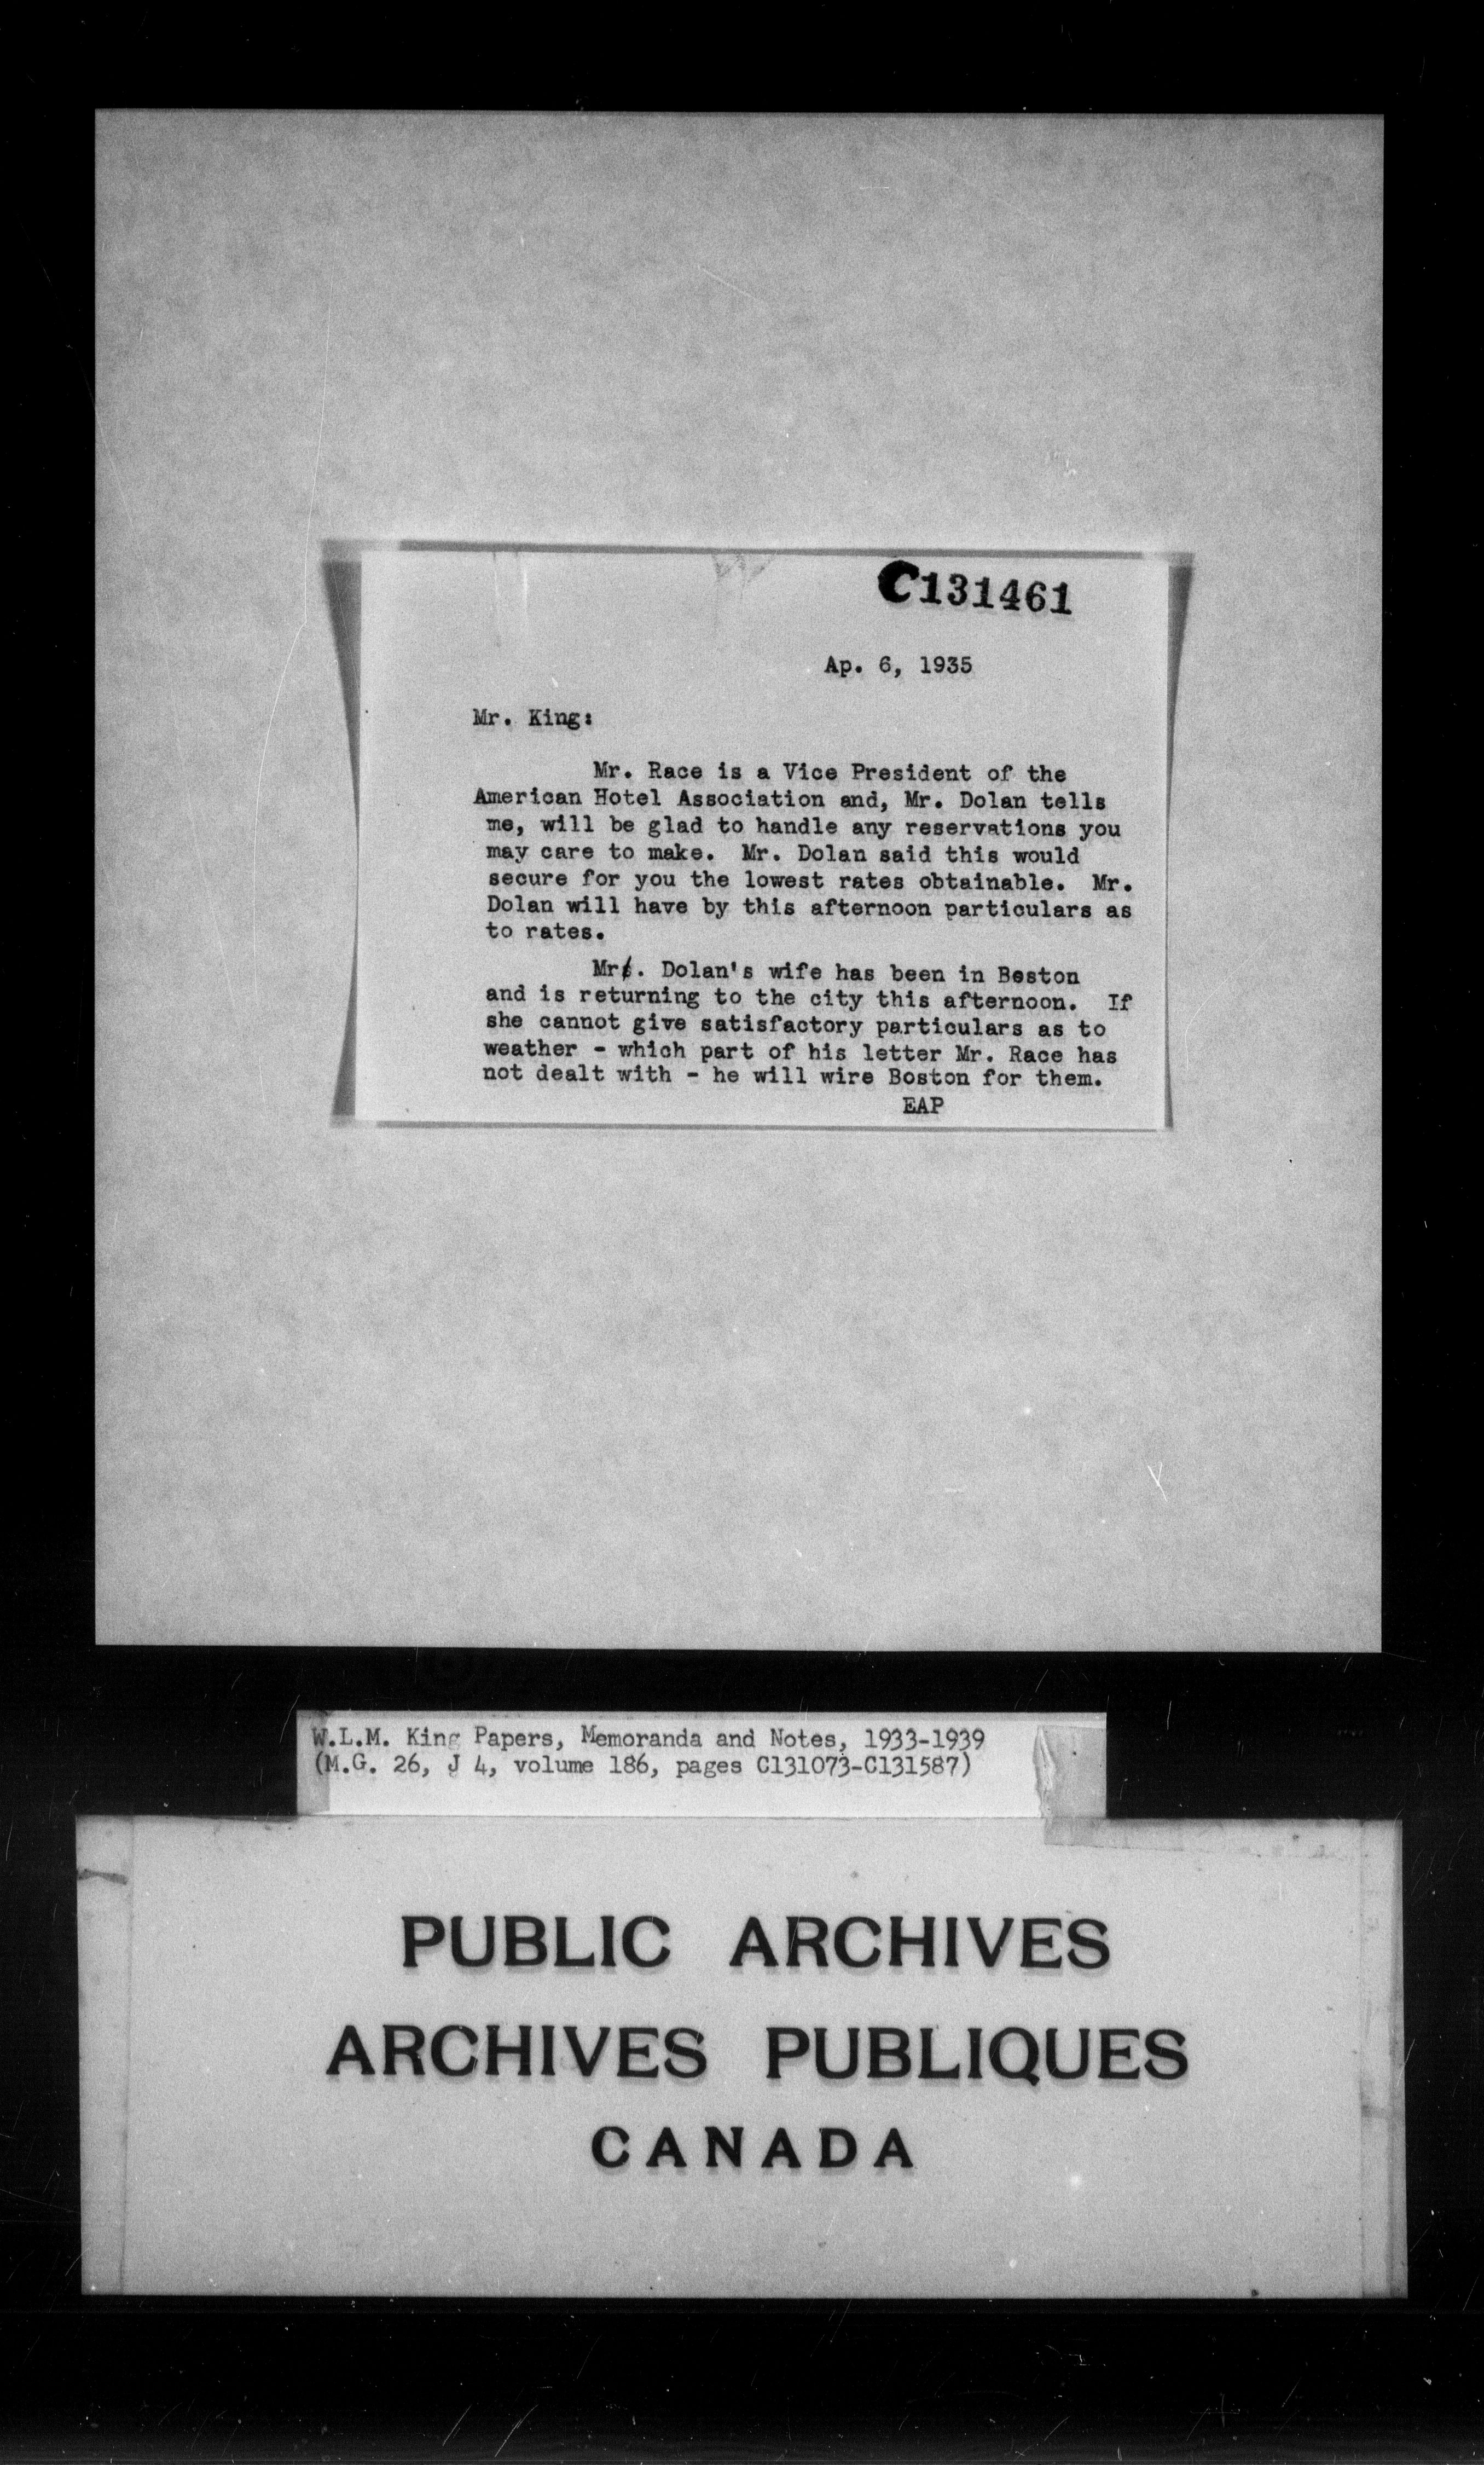 C131461
Ap. 6, 1935
Mr. King:
Mr. Race is a Vice President of the
American Hotel Association and, Mr. Dolan tells
me, will be glad to handle any reservations you
may care to make. Mr. Dolan said this would
secure for you the lowest rates obtainable. Mr.
Dolan will have by this afternoon particulars as
to rates.
Mr. Dolan's wife has been in Boston
and is returning to the city this afternoon. If
she cannot give satisfactory particulars as to
weather - which part of his letter Mr. Race has
not dealt with - he will wire Boston for them.
EAP
W.L.M. King Papers, Memoranda and Notes, 1933-1939
(M.G. 26, J 4, volume 186, pages C131073-C131587)
PUBLIC ARCHIVES
ARCHIVES PUBLIQUES
CANADA